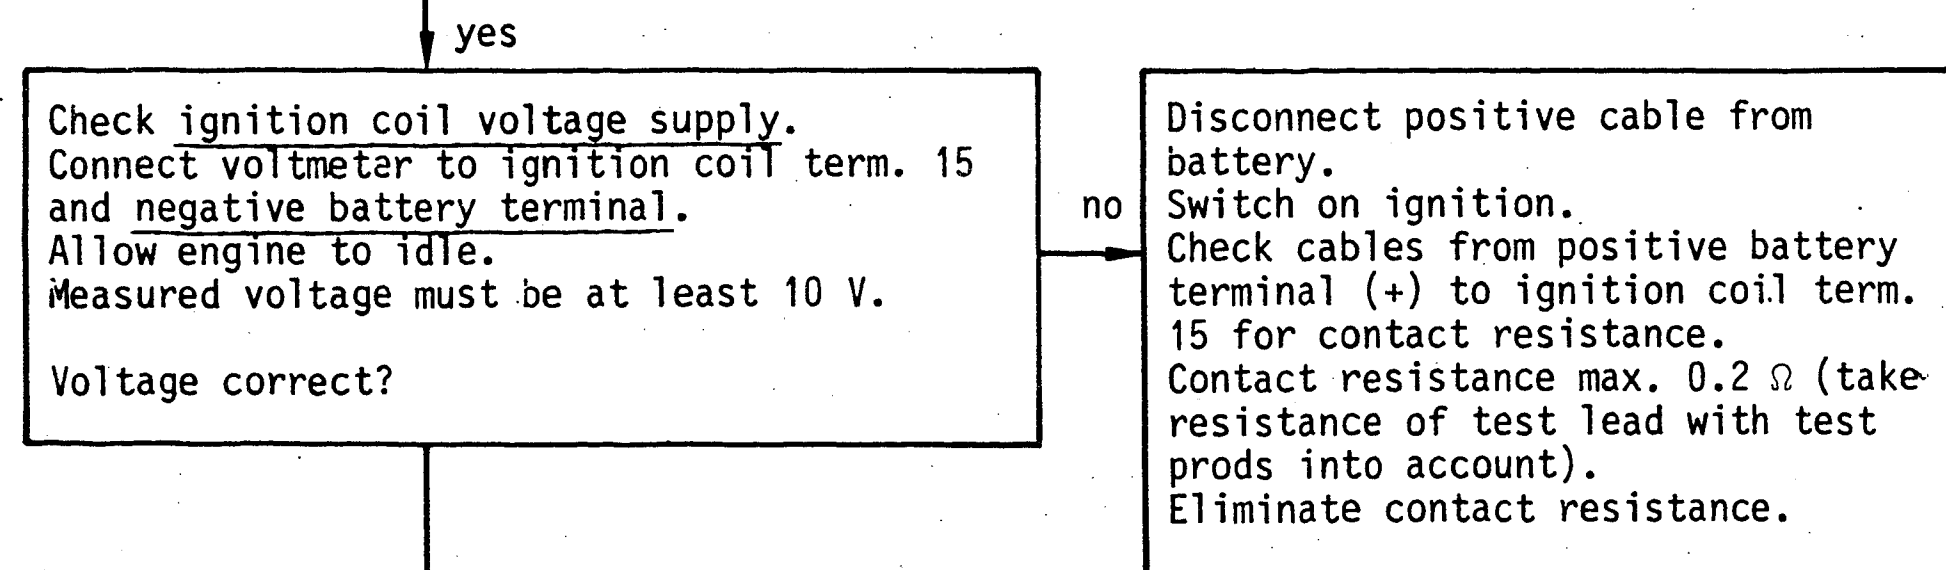 yes
Check ignition coil voltage supply.
Connect voltmeter to ignition coil term. 15
and negative battery terminal.
Allow engine to idle.
Measured voltage must be at least 10 V.
Voltage correct?
no
Disconnect positive cable from
battery.
Switch on ignition.
Check cables from positive battery
terminal (+) to ignition coil term.
15 for contact resistance.
Contact resistance max. 0.2 Ω (take
resistance of test lead with test
prods into account).
Eliminate contact resistance.